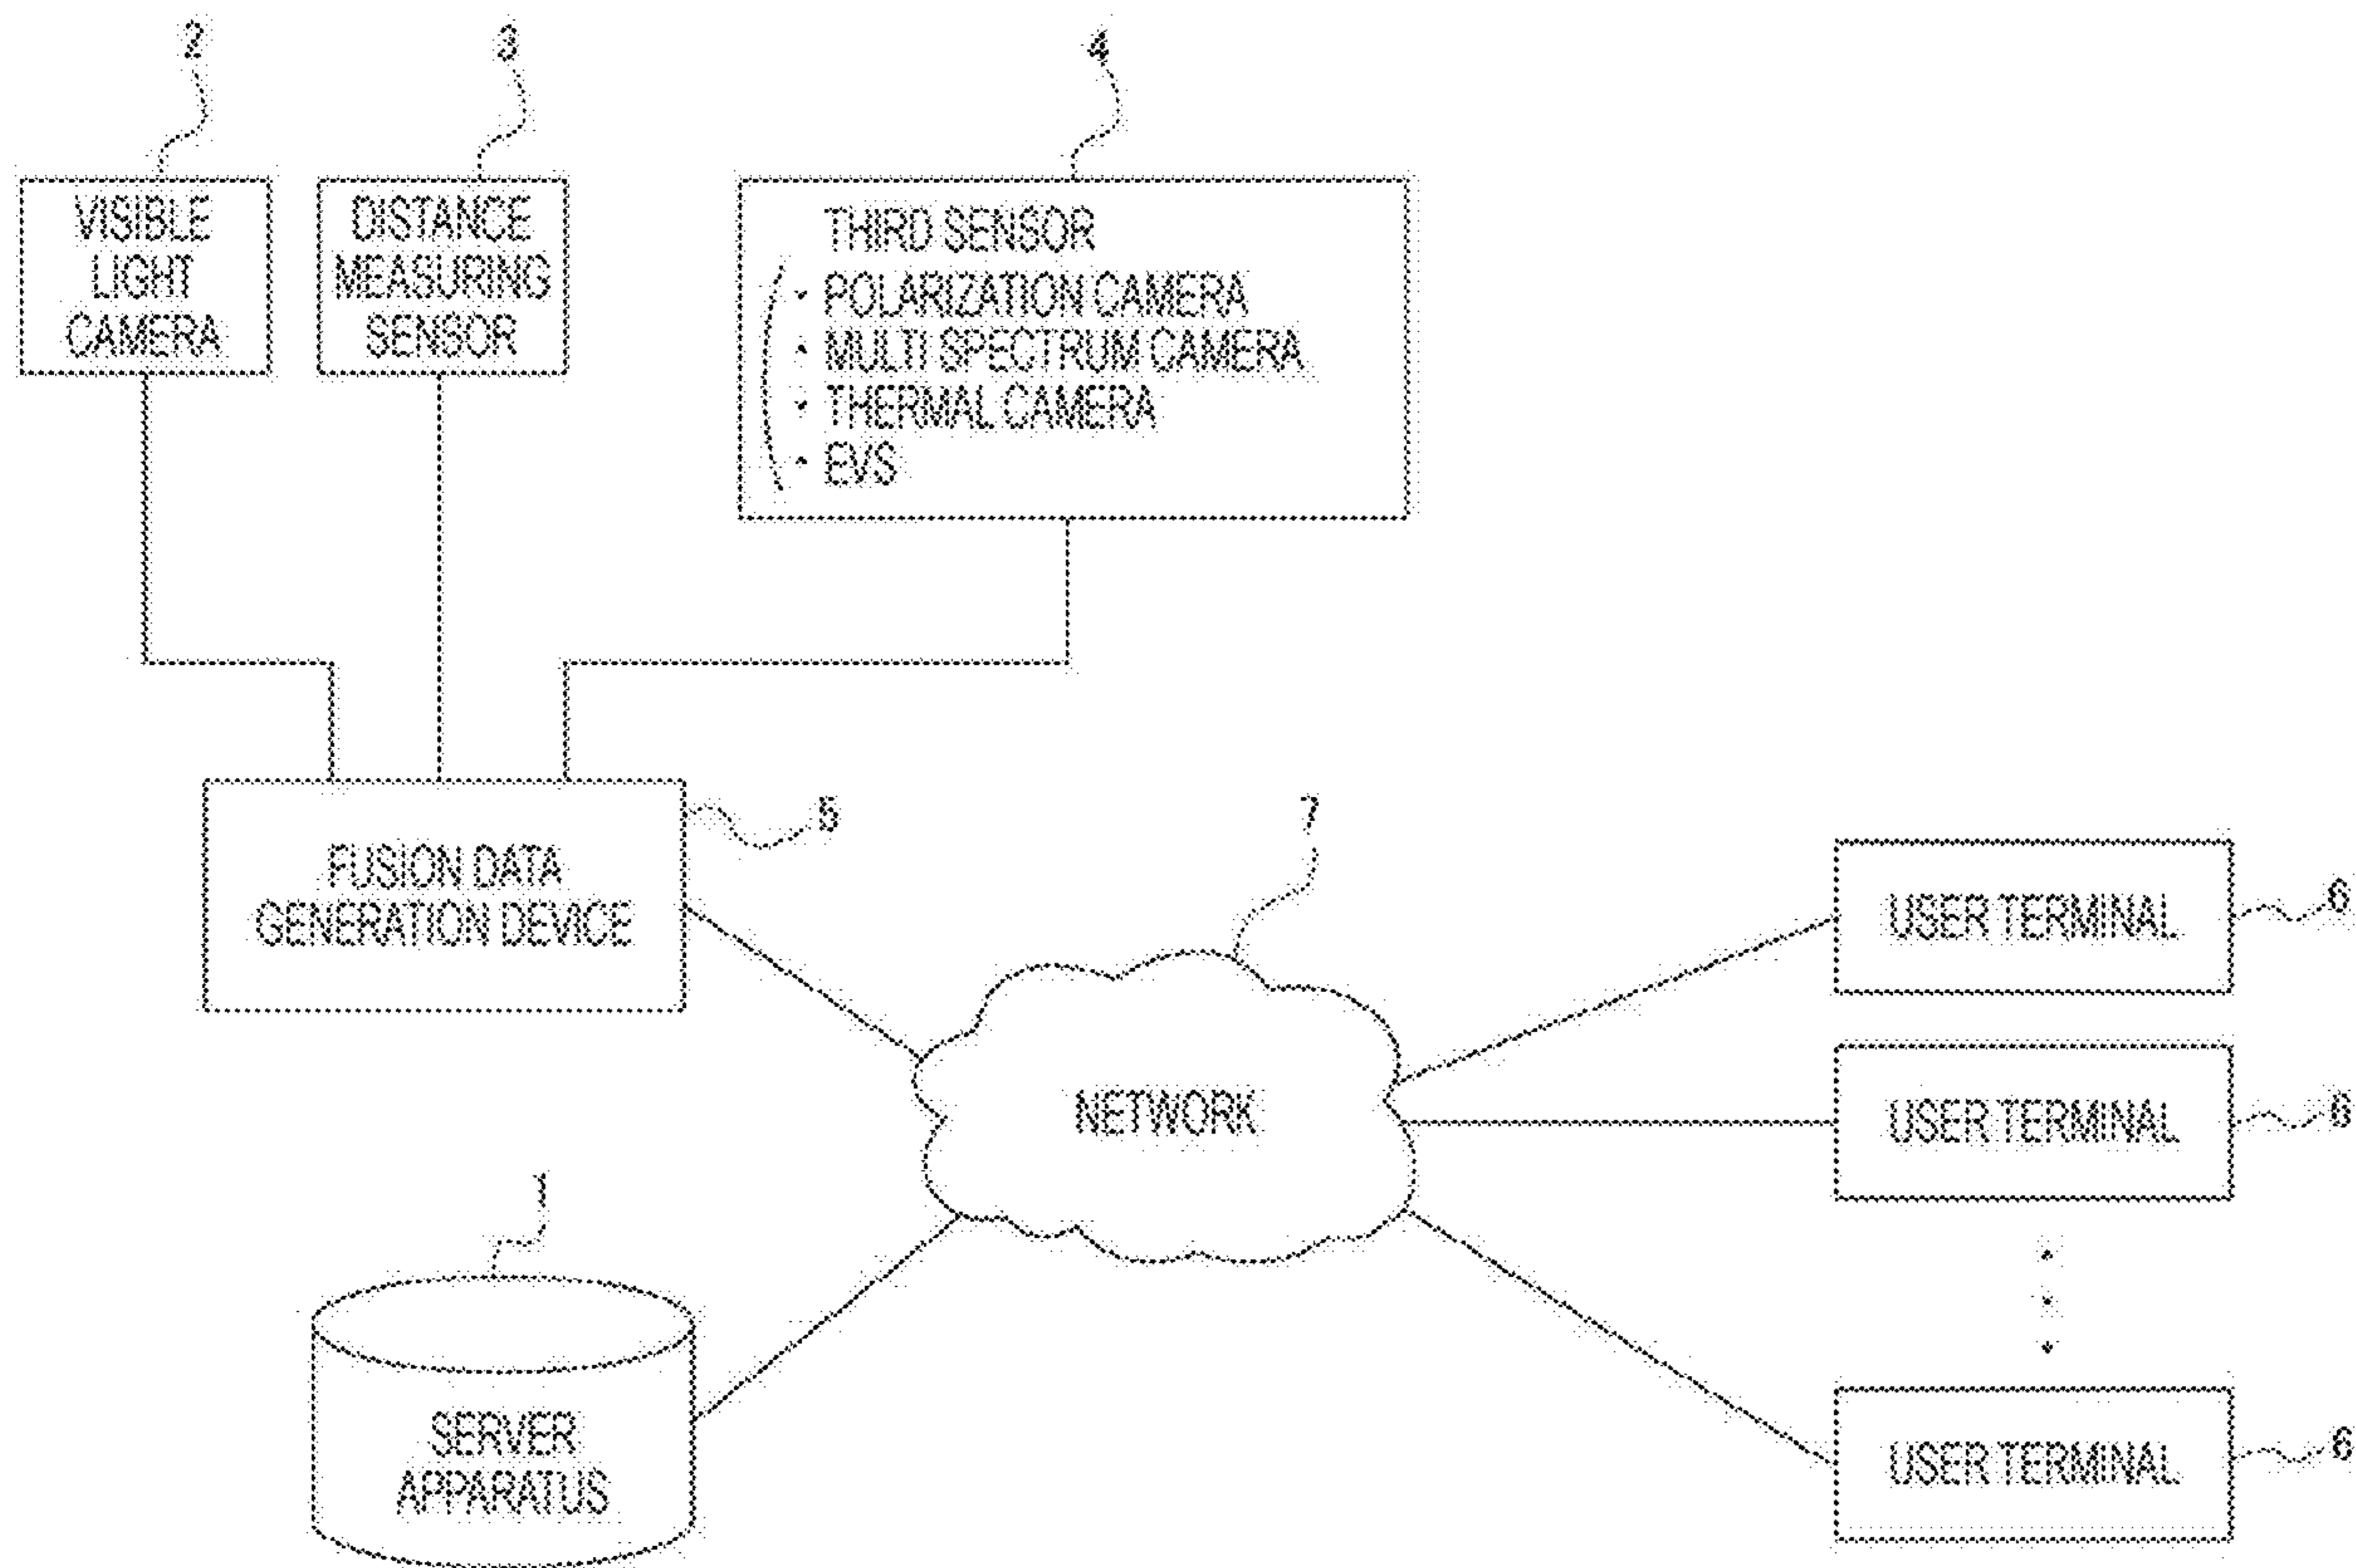 2
3
4
VISIBLE
LIGHT
CAMERA
DISTANCE
MEASURING
SENSOR
THIRD SENSOR
・ POLARIZATION CAMERA
・ MULTI SPECTRUM CAMERA
・ THERMAL CAMERA
・ EVS
5
FUSION DATA
GENERATION DEVICE
7
USER TERMINAL
6
NETWORK
USER TERMINAL
6
1
SERVER
APPARATUS
USER TERMINAL
6